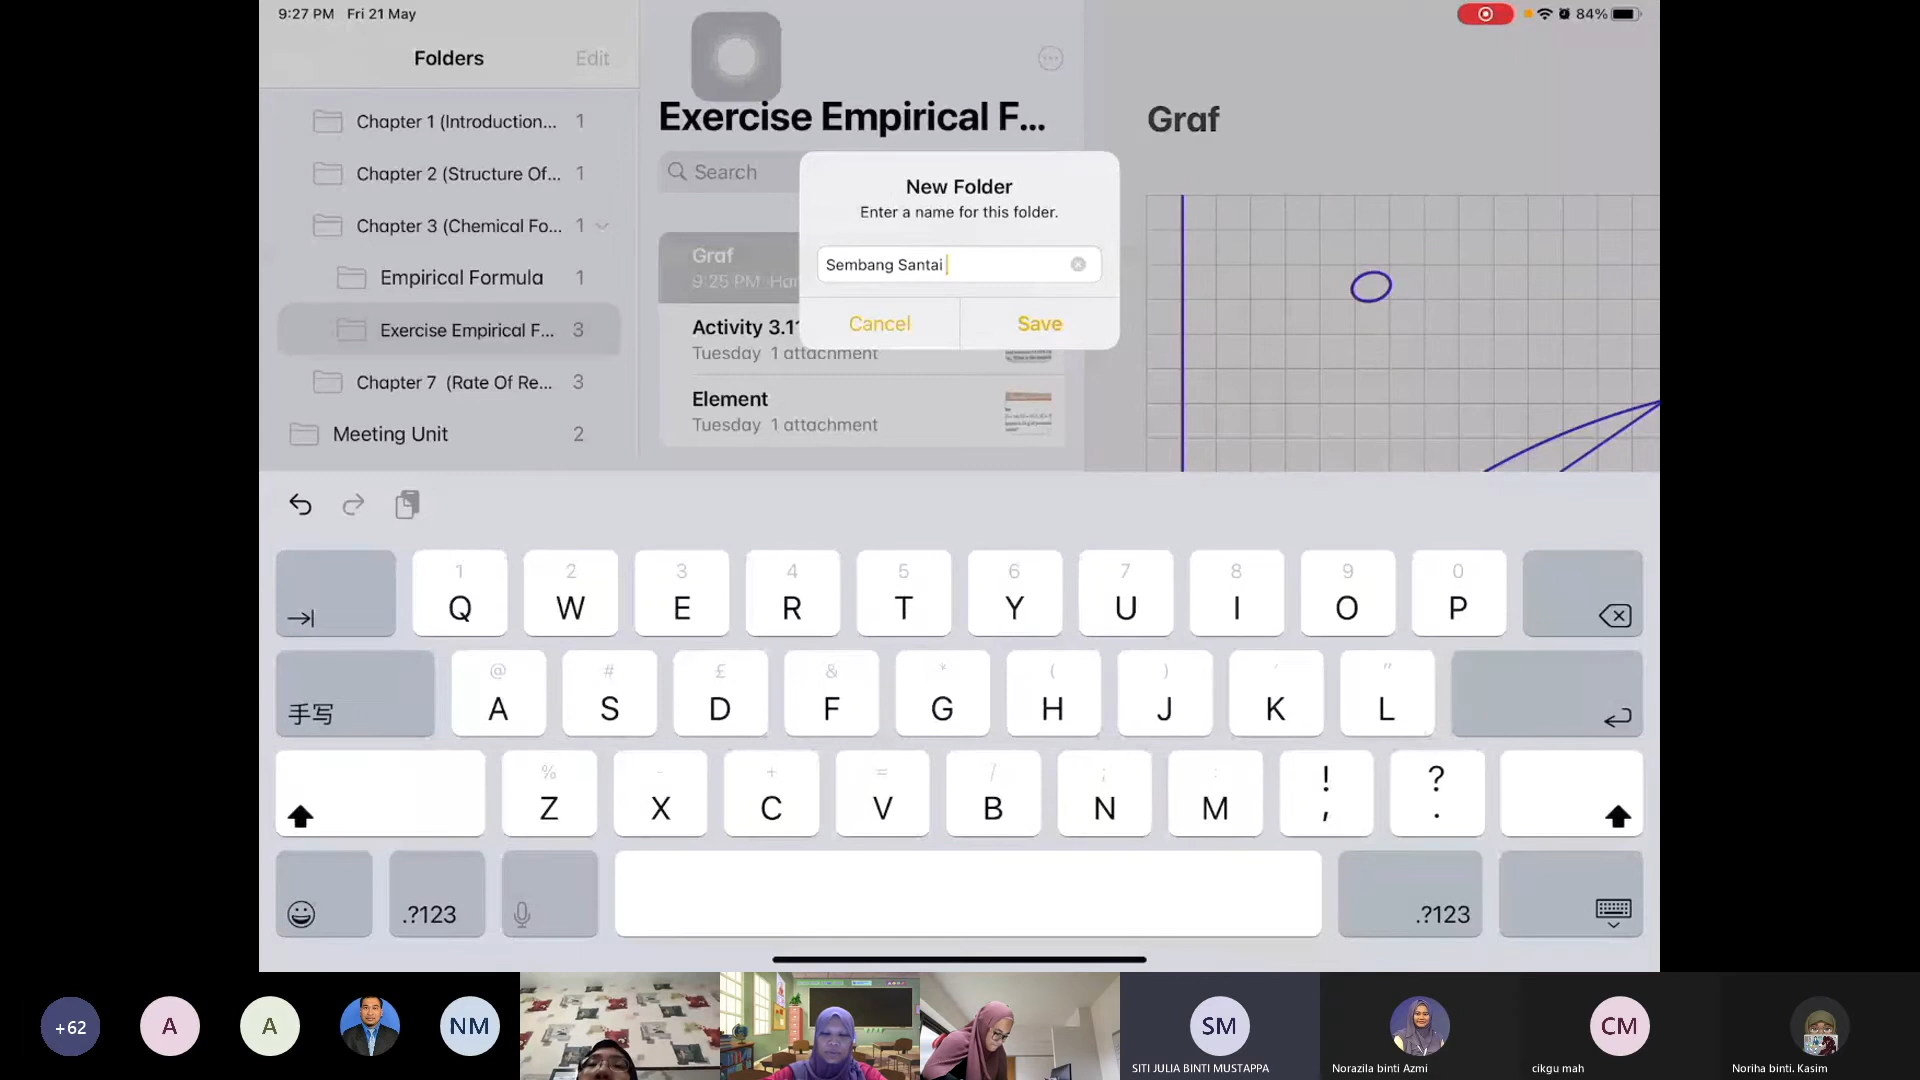 9:27 PM Fri 21 May
84%
Folders
Edit
Chapter 1 (Introduction... 1
Chapter 2 (Structure Of... 1
Chapter 3 (Chemical Fo... 1
Empirical Formula 1
Exercise Empirical F... 3
Chapter 7 (Rate Of Re... 3
Meeting Unit 2
Exercise Empirical F...
Search
Graf
9:25 PM Han
Activity 3.11
Tuesday 1 attachment
Element
Tuesday 1 attachment
Graf
New Folder
Enter a name for this folder.
Sembang Santai
Cancel
Save
1 2 3 4 5 6 7 8 9 0
Q W E R T Y U I O P
@ # £ & * ( ) ' "
手写 A S D F G H J K L
% - + = / ; : ! ?
Z X C V B N M , .
.?123 .?123
+62
A
A
NM
SM
SITI JULIA BINTI MUSTAPPA
Norazila binti Azmi
CM
cikgu mah
Noriha binti. Kasim